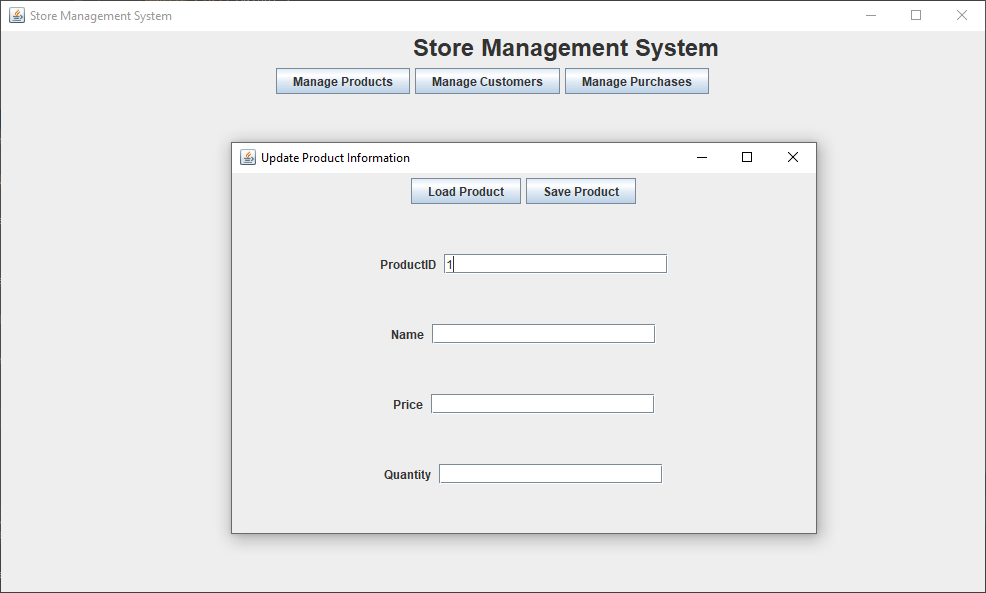 Store Management System
Store Management System
Manage Products Manage Customers Manage Purchases
Update Product Information
Load Product Save Product
ProductID 1
Name
Price
Quantity